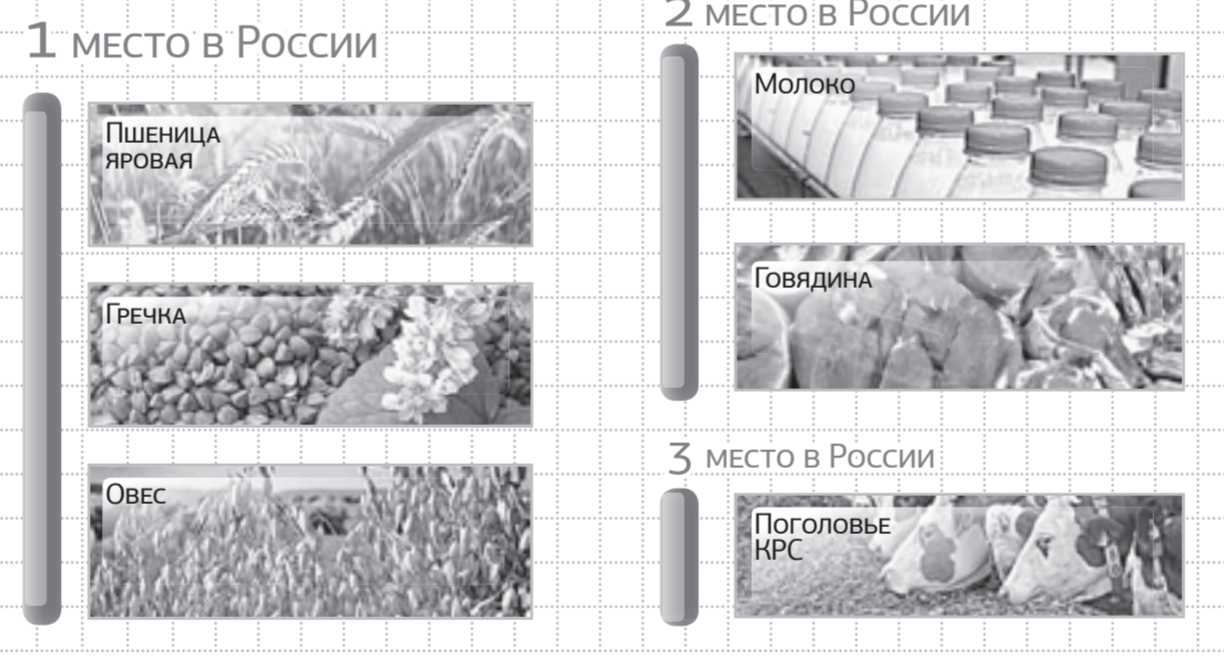 1 место в России
Пшеница
яровая
Гречка
Овес
2 место в России
Молоко
Говядина
3 место в России
Поголовье
КРС